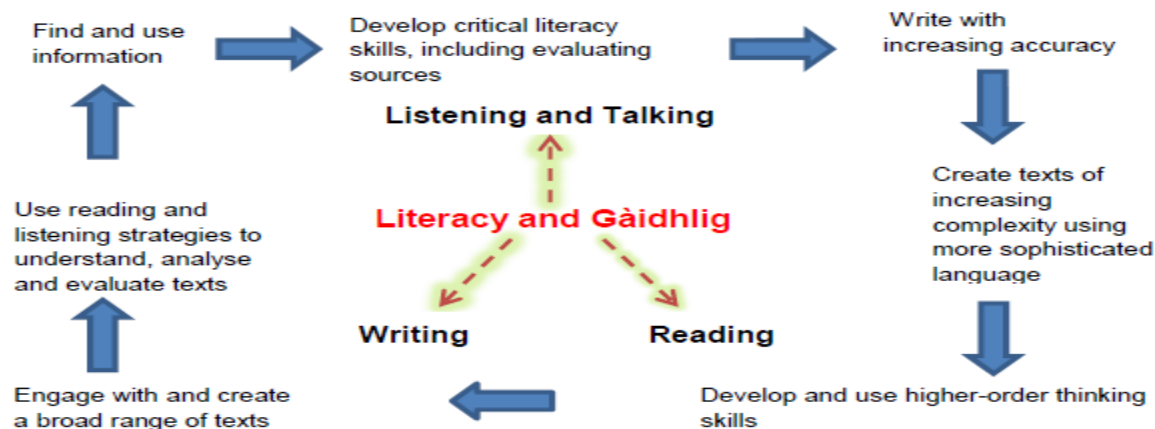 Find and use
information
Develop critical literacy
skills, including evaluating
sources
Write with
increasing accuracy
Listening and Talking
Create texts of
increasing
complexity using
more sophisticated
language
Literacy and Gàidhlig
Use reading and
listening strategies to
understand, analyse
and evaluate texts
Writing
Reading
Engage with and create
a broad range of texts
Develop and use higher-order thinking
skills